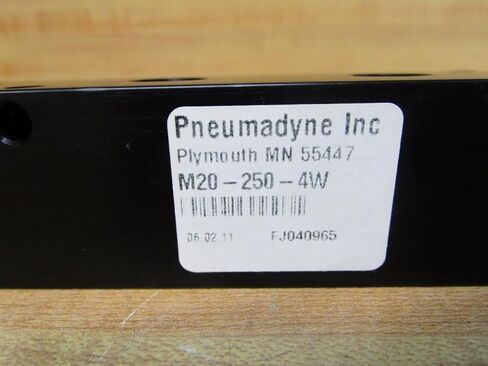 Pneumadyne Inc
Plymouth MN 55447
M20-250-4W
06.02.11 FJ040965